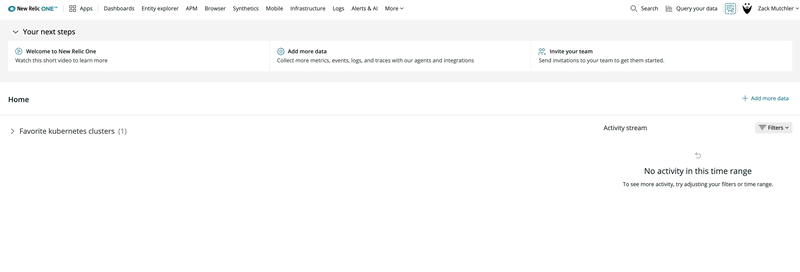 New Relic ONE™ Apps Dashboards Entity explorer APM Browser Synthetics Mobile Infrastructure Logs Alerts & AI More Search Query your data Zack Mutchler
Your next steps
Welcome to New Relic One
Watch this short video to learn more
Add more data
Collect more metrics, events, logs, and traces with our agents and integrations
Invite your team
Send invitations to your team to get them started.
Home
+ Add more data
Favorite kubernetes clusters (1)
Activity stream
Filters
No activity in this time range
To see more activity, try adjusting your filters or time range.